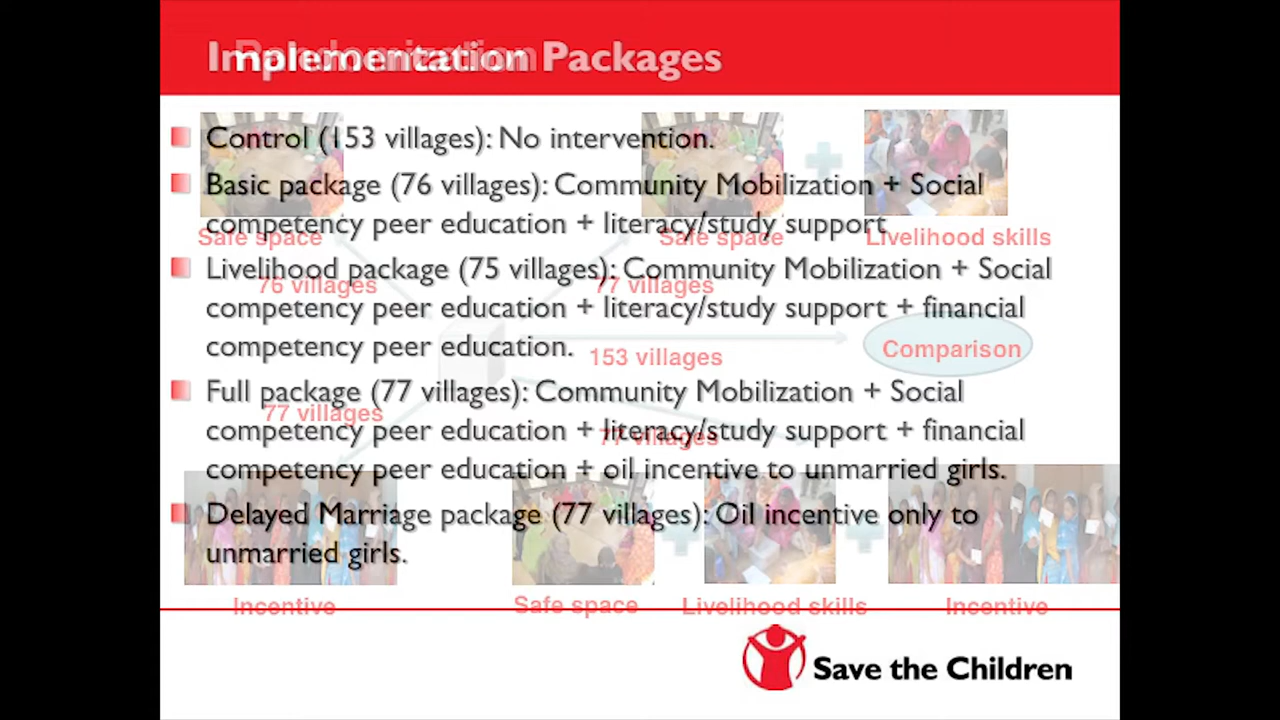 Implementation Packages
Randomization
Control (153 villages): No intervention.
Basic package (76 villages): Community Mobilization + Social
competency peer education + literacy/study support
Safe space
Safe space
Livelihood skills
Livelihood package (75 villages): Community Mobilization + Social
76 villages
77 villages
competency peer education + literacy/study support + financial
competency peer education.
153 villages
Comparison
Full package (77 villages): Community Mobilization + Social
77 villages
competency peer education + literacy/study support + financial
77 villages
competency peer education + oil incentive to unmarried girls.
Delayed Marriage package (77 villages): Oil incentive only to
unmarried girls.
Incentive
Safe space
Livelihood skills
Incentive
Save the Children